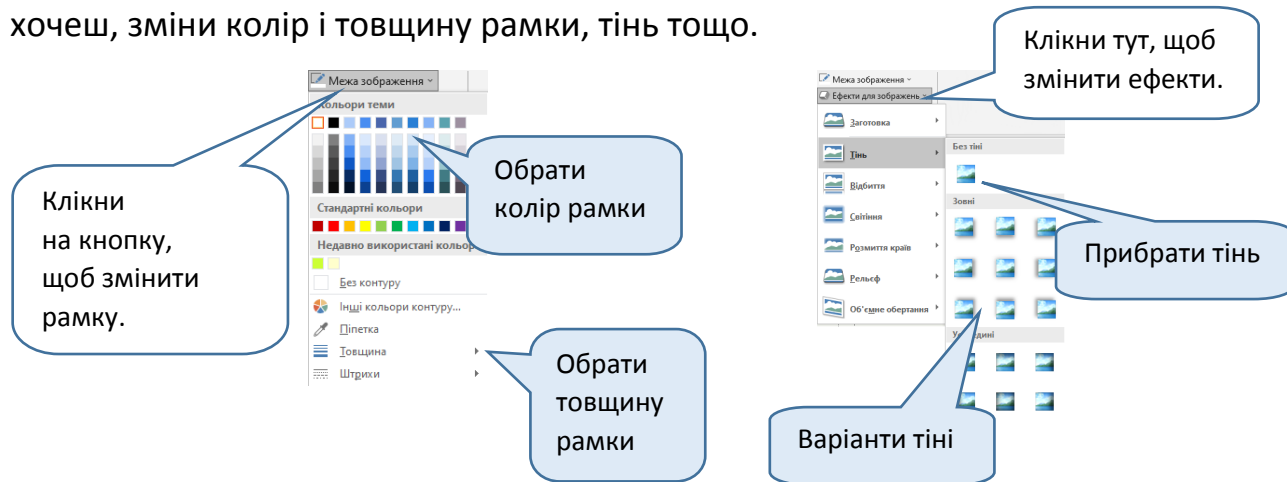 хочеш, зміни колір і товщину рамки, тінь тощо.
Клікни
на кнопку,
щоб змінити
рамку.
Межа зображення
Кольори теми
Стандартні кольори
Недавно використані кольор
Без контуру
Інші кольори контуру...
Піпетка
Товщина
Штрихи
Обрати
колір рамки
Обрати
товщину
рамки
Клікни тут, щоб
змінити ефекти.
Межа зображення
Ефекти для зображень
Заготовка
Тінь
Відбиття
Світіння
Розмиття країв
Рельєф
Об'ємне обертання
Без тіні
Зовні
Прибрати тінь
Варіанти тіні